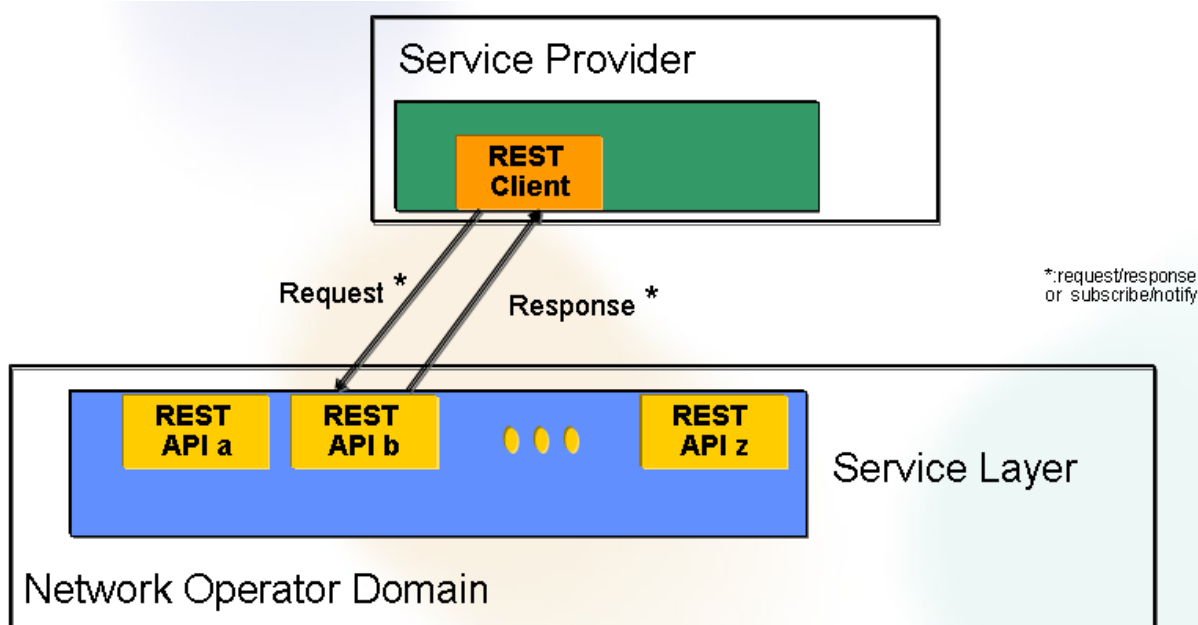 Service Provider
REST
Client
Request *
Response *
*:request/response
or subscribe/notify
REST
API a
REST
API b
REST
API z
Service Layer
Network Operator Domain